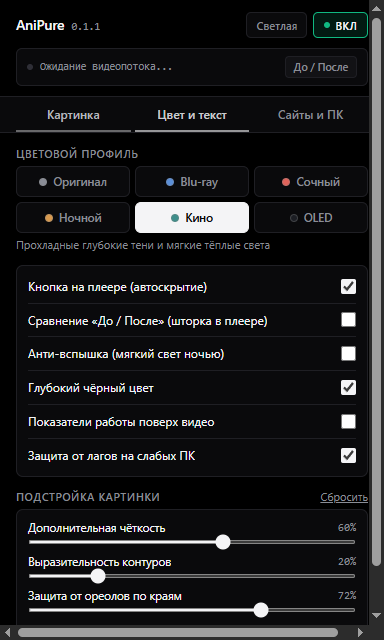 AniPure 0.1.1 Светлая ВКЛ
Ожидание видеопотока... До / После
Картинка Цвет и текст Сайты и ПК
ЦВЕТОВОЙ ПРОФИЛЬ
Оригинал Blu-ray Сочный
Ночной Кино OLED
Прохладные глубокие тени и мягкие тёплые света
Кнопка на плеере (автоскрытие)
Сравнение «До / После» (шторка в плеере)
Анти-вспышка (мягкий свет ночью)
Глубокий чёрный цвет
Показатели работы поверх видео
Защита от лагов на слабых ПК
ПОДСТРОЙКА КАРТИНКИ Сбросить
Дополнительная чёткость 60%
Выразительность контуров 20%
Защита от ореолов по краям 72%